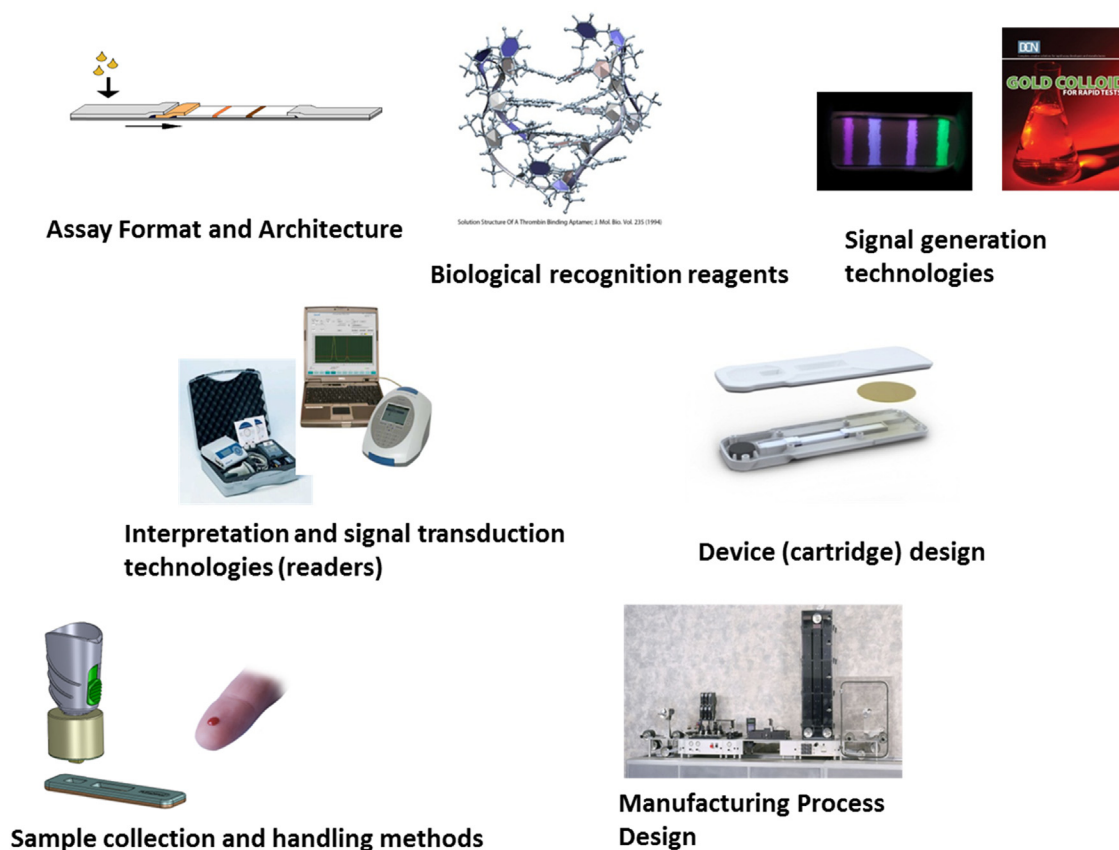 DCN
GOLD COLLOID
FOR RAPID TESTS
Assay Format and Architecture
Solution Structure Of A Thrombin Binding Aptamer, J. Mol. Bio. Vol. 235 (1994)
Biological recognition reagents
Signal generation
technologies
Interpretation and signal transduction
technologies (readers)
Device (cartridge) design
Sample collection and handling methods
Manufacturing Process
Design